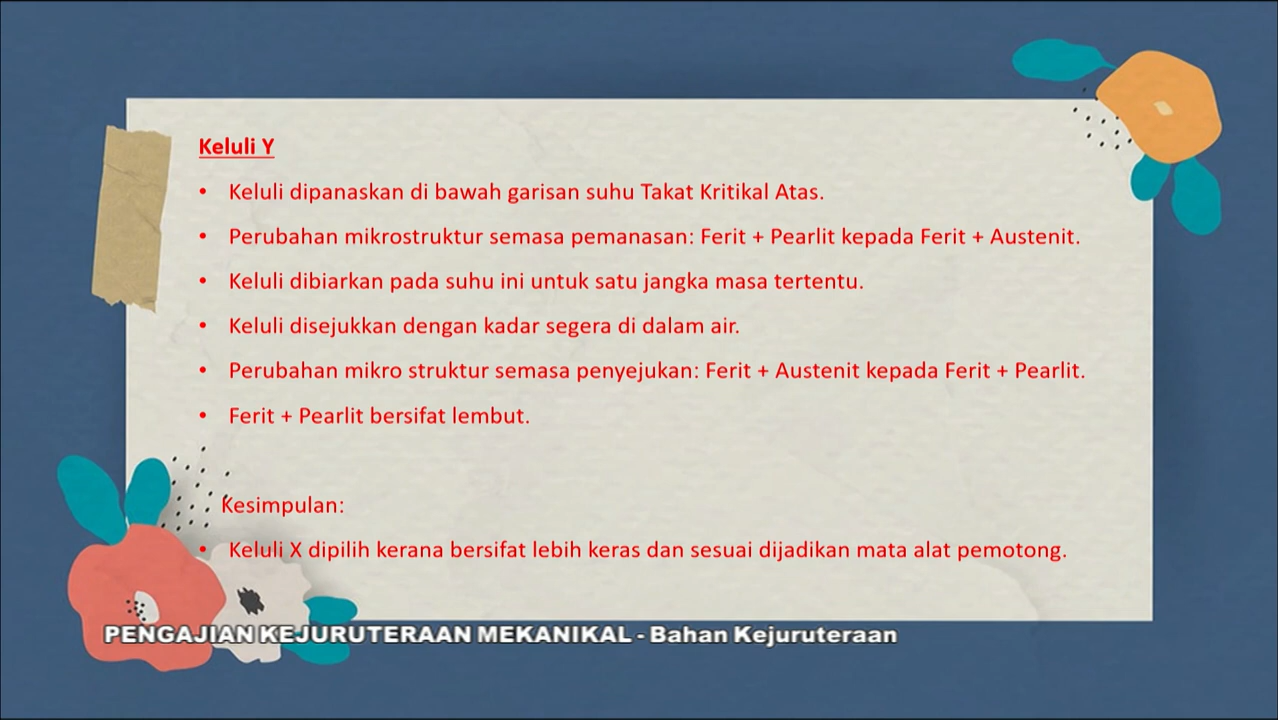 Keluli Y
• Keluli dipanaskan di bawah garisan suhu Takat Kritikal Atas.
• Perubahan mikrostruktur semasa pemanasan: Ferit + Pearlit kepada Ferit + Austenit.
• Keluli dibiarkan pada suhu ini untuk satu jangka masa tertentu.
• Keluli disejukkan dengan kadar segera di dalam air.
• Perubahan mikro struktur semasa penyejukan: Ferit + Austenit kepada Ferit + Pearlit.
• Ferit + Pearlit bersifat lembut.
Kesimpulan:
• Keluli X dipilih kerana bersifat lebih keras dan sesuai dijadikan mata alat pemotong.
PENGAJIAN KEJURUTERAAN MEKANIKAL - Bahan Kejuruteraan